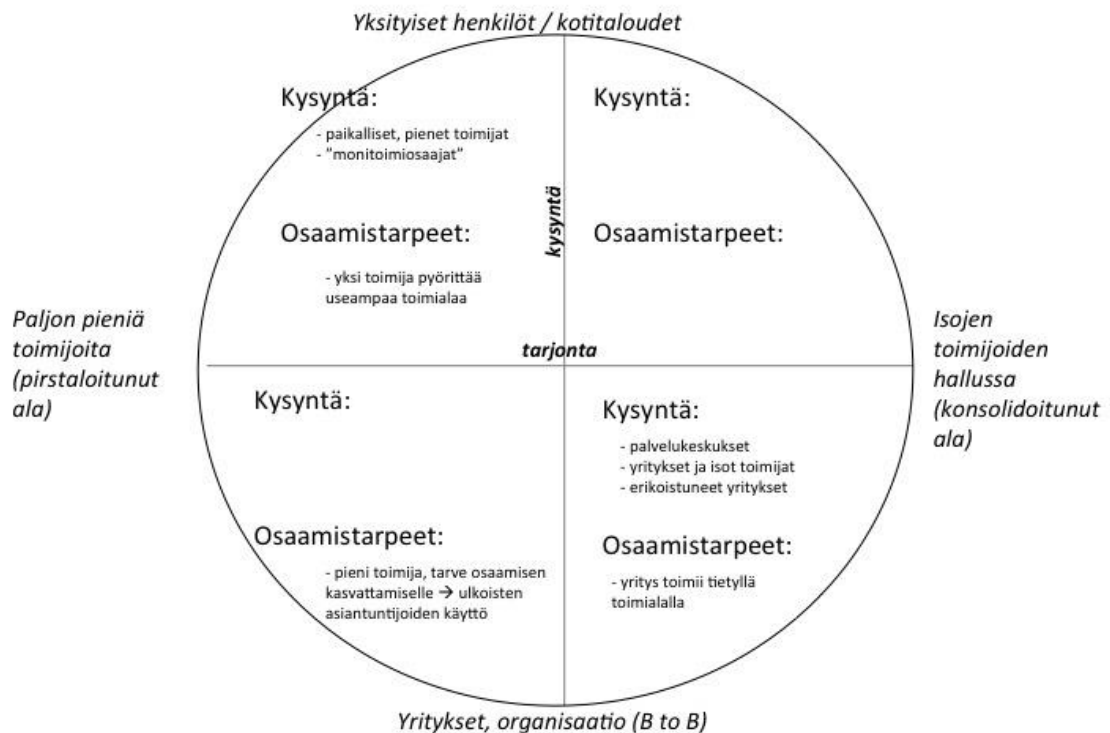 Yksityiset henkilöt / kotitaloudet
Kysyntä:
- paikalliset, pienet toimijat
- "monitoimiosaajat"
Osaamistarpeet:
- yksi toimija pyörittää
useampaa toimialaa
kysyntä
Kysyntä:
Osaamistarpeet:
Paljon pieniä
toimijoita
(pirstaloitunut
ala)
tarjonta
Isojen
toimijoiden
hallussa
(konsolidoitunut
ala)
Kysyntä:
Osaamistarpeet:
- pieni toimija, tarve osaamisen
kasvattamiselle → ulkoisten
asiantuntijoiden käyttö
Kysyntä:
- palvelukeskukset
- yritykset ja isot toimijat
- erikoistuneet yritykset
Osaamistarpeet:
- yritys toimii tietyllä
toimialalla
Yritykset, organisaatio (B to B)